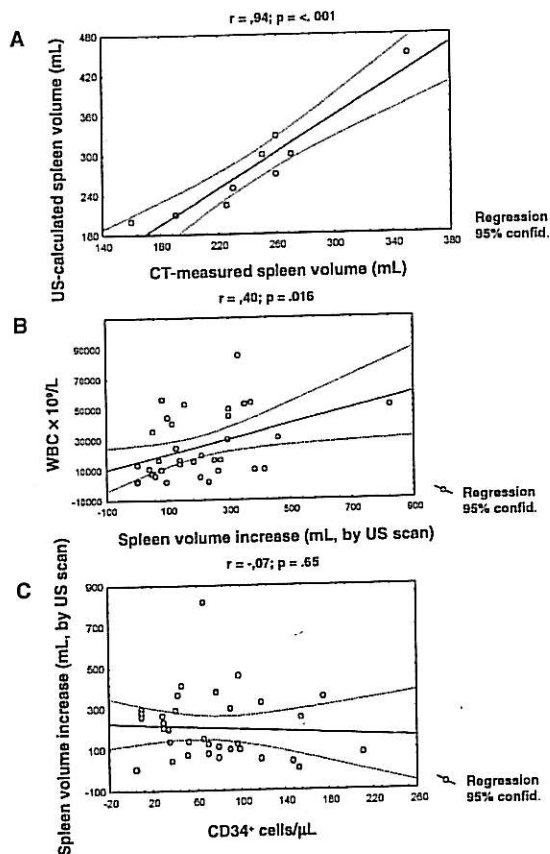 r = ,94; p = <. 001
A
US-calculated spleen volume (mL)
480
420
360
300
240
180
140
180
220
260
300
340
380
CT-measured spleen volume (mL)
Regression
95% confid.
r = ,40; p = .016
B
WBC × 10⁹/L
90000
70000
50000
30000
10000
-10000
-100
100
300
500
700
900
Spleen volume increase (mL, by US scan)
Regression
95% confid.
r = -,07; p = .65
C
Spleen volume increase (mL, by US scan)
900
700
500
300
100
-100
-20
20
60
100
140
180
220
260
CD34⁺ cells/µL
Regression
95% confid.